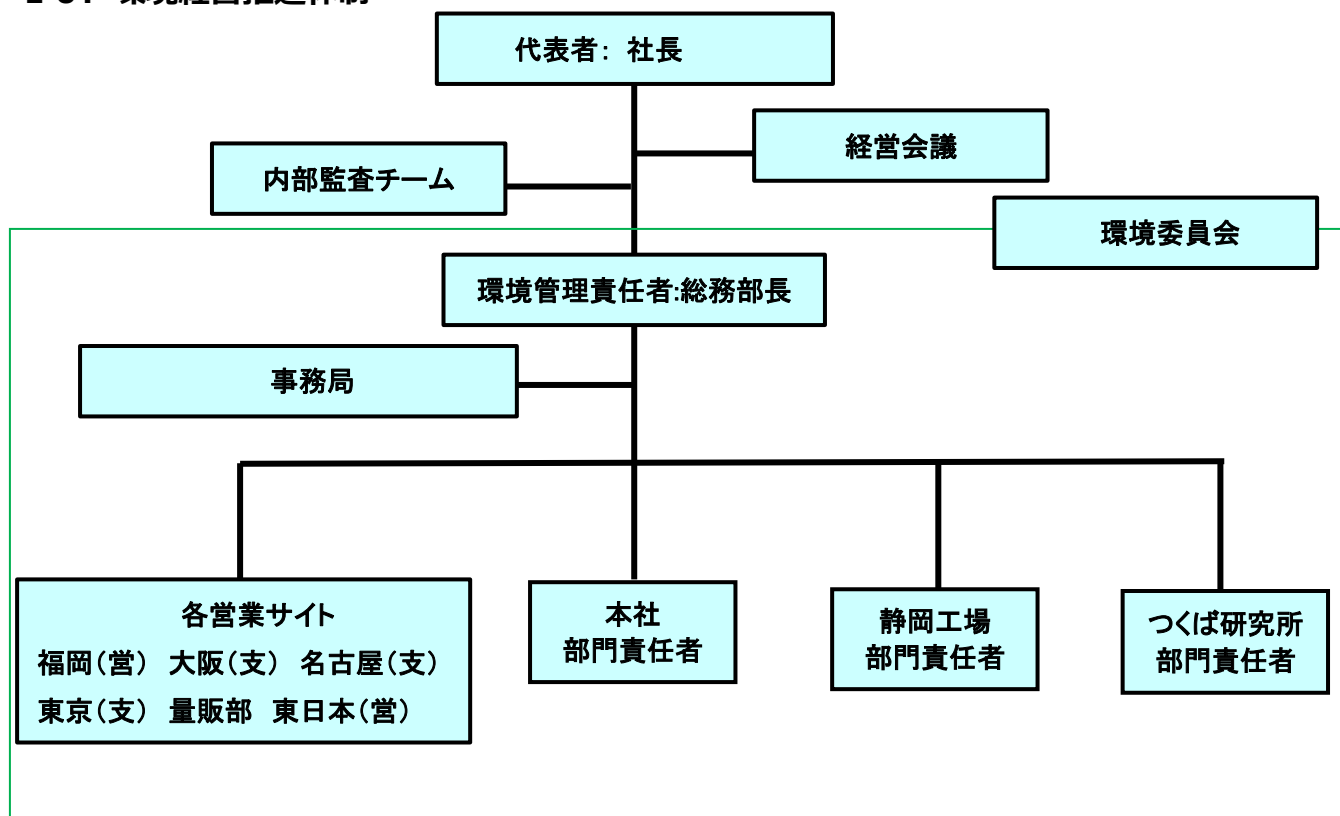 代表者： 社長
経営会議
内部監査チーム
環境委員会
環境管理責任者:総務部長
事務局
各営業サイト
福岡（営） 大阪（支） 名古屋（支）
東京（支） 量販部 東日本（営）
本社
部門責任者
静岡工場
部門責任者
つくば研究所
部門責任者